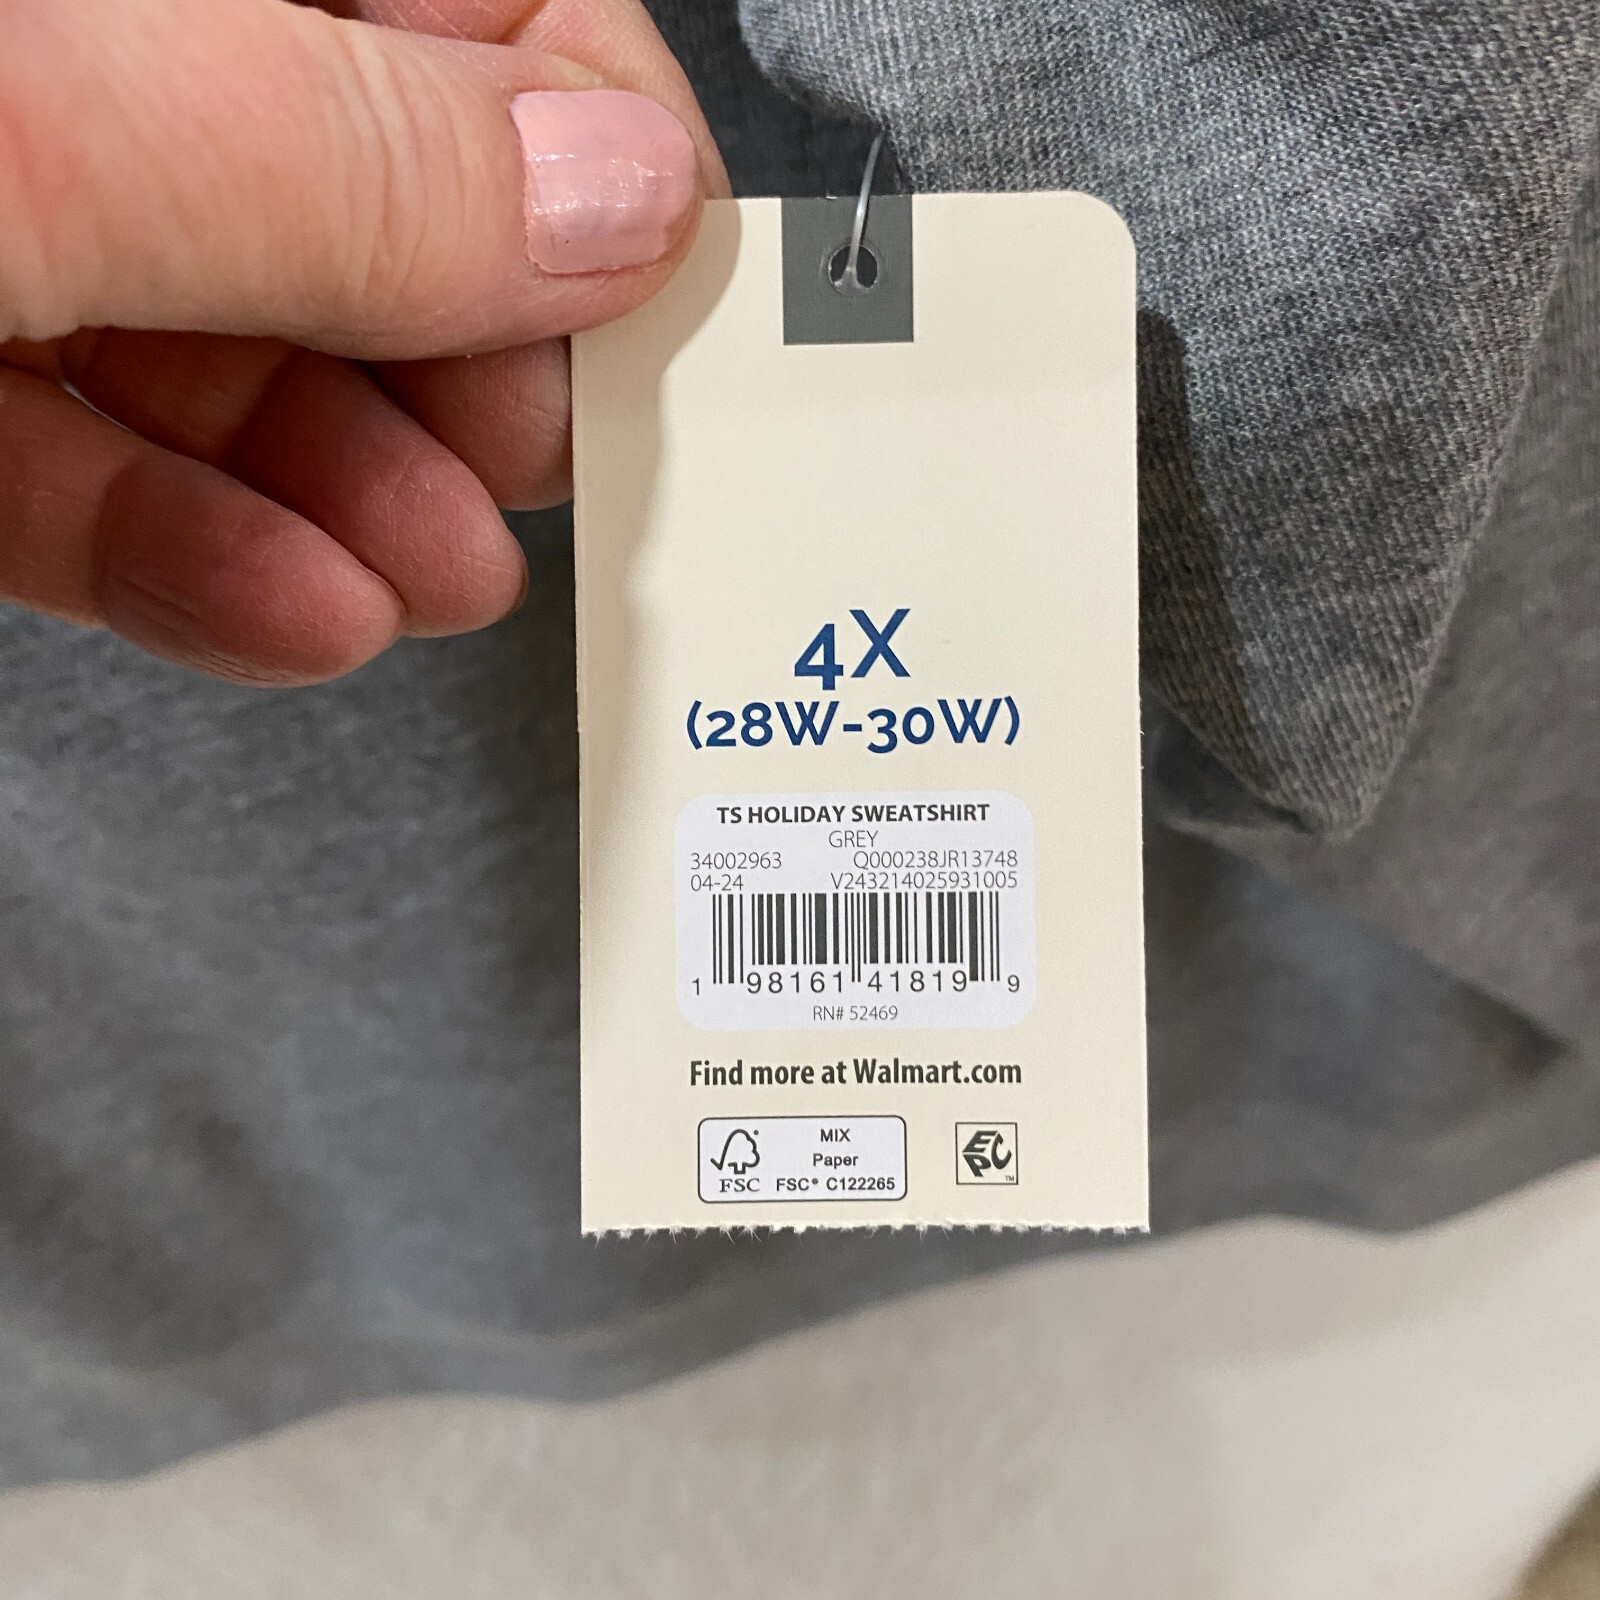 4X
(28W-30W)
TS HOLIDAY SWEATSHIRT
GREY
34002963 Q000238JR13748
04-24 V243214025931005
1 98161 41819 9
RN# 52469
Find more at Walmart.com
MIX
Paper
FSC FSC® C122265
EPC™